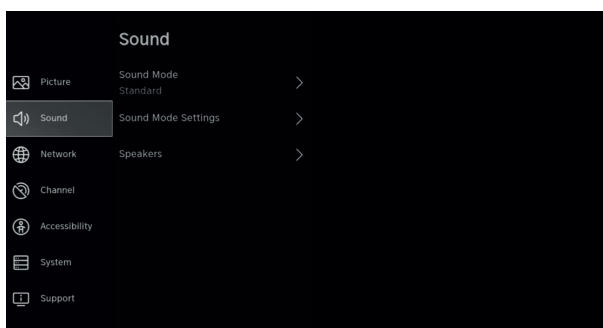 Sound
Picture
Sound
Network
Channel
Accessibility
System
Support
Sound Mode
Standard
Sound Mode Settings
Speakers